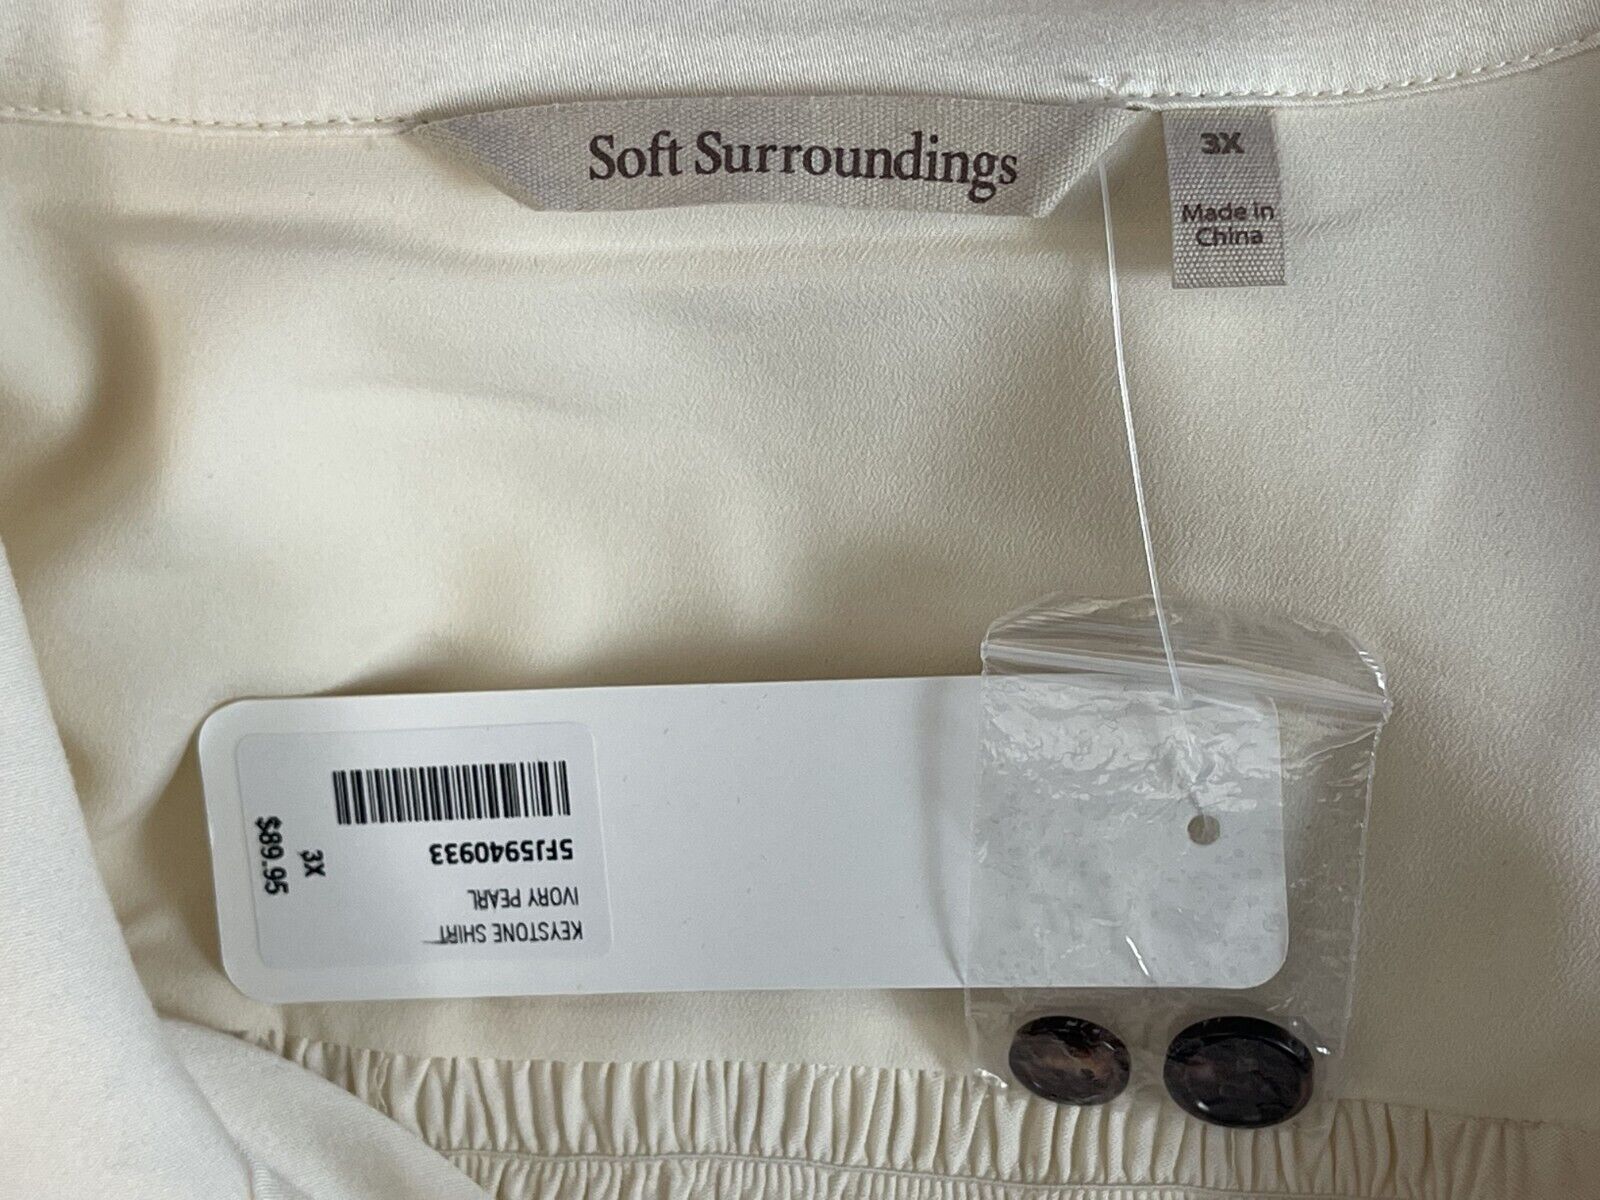 Soft Surroundings
3X
Made in
China
KEYSTONE SHIRT
IVORY PEARL
5FJ5940933
3X
$89.95